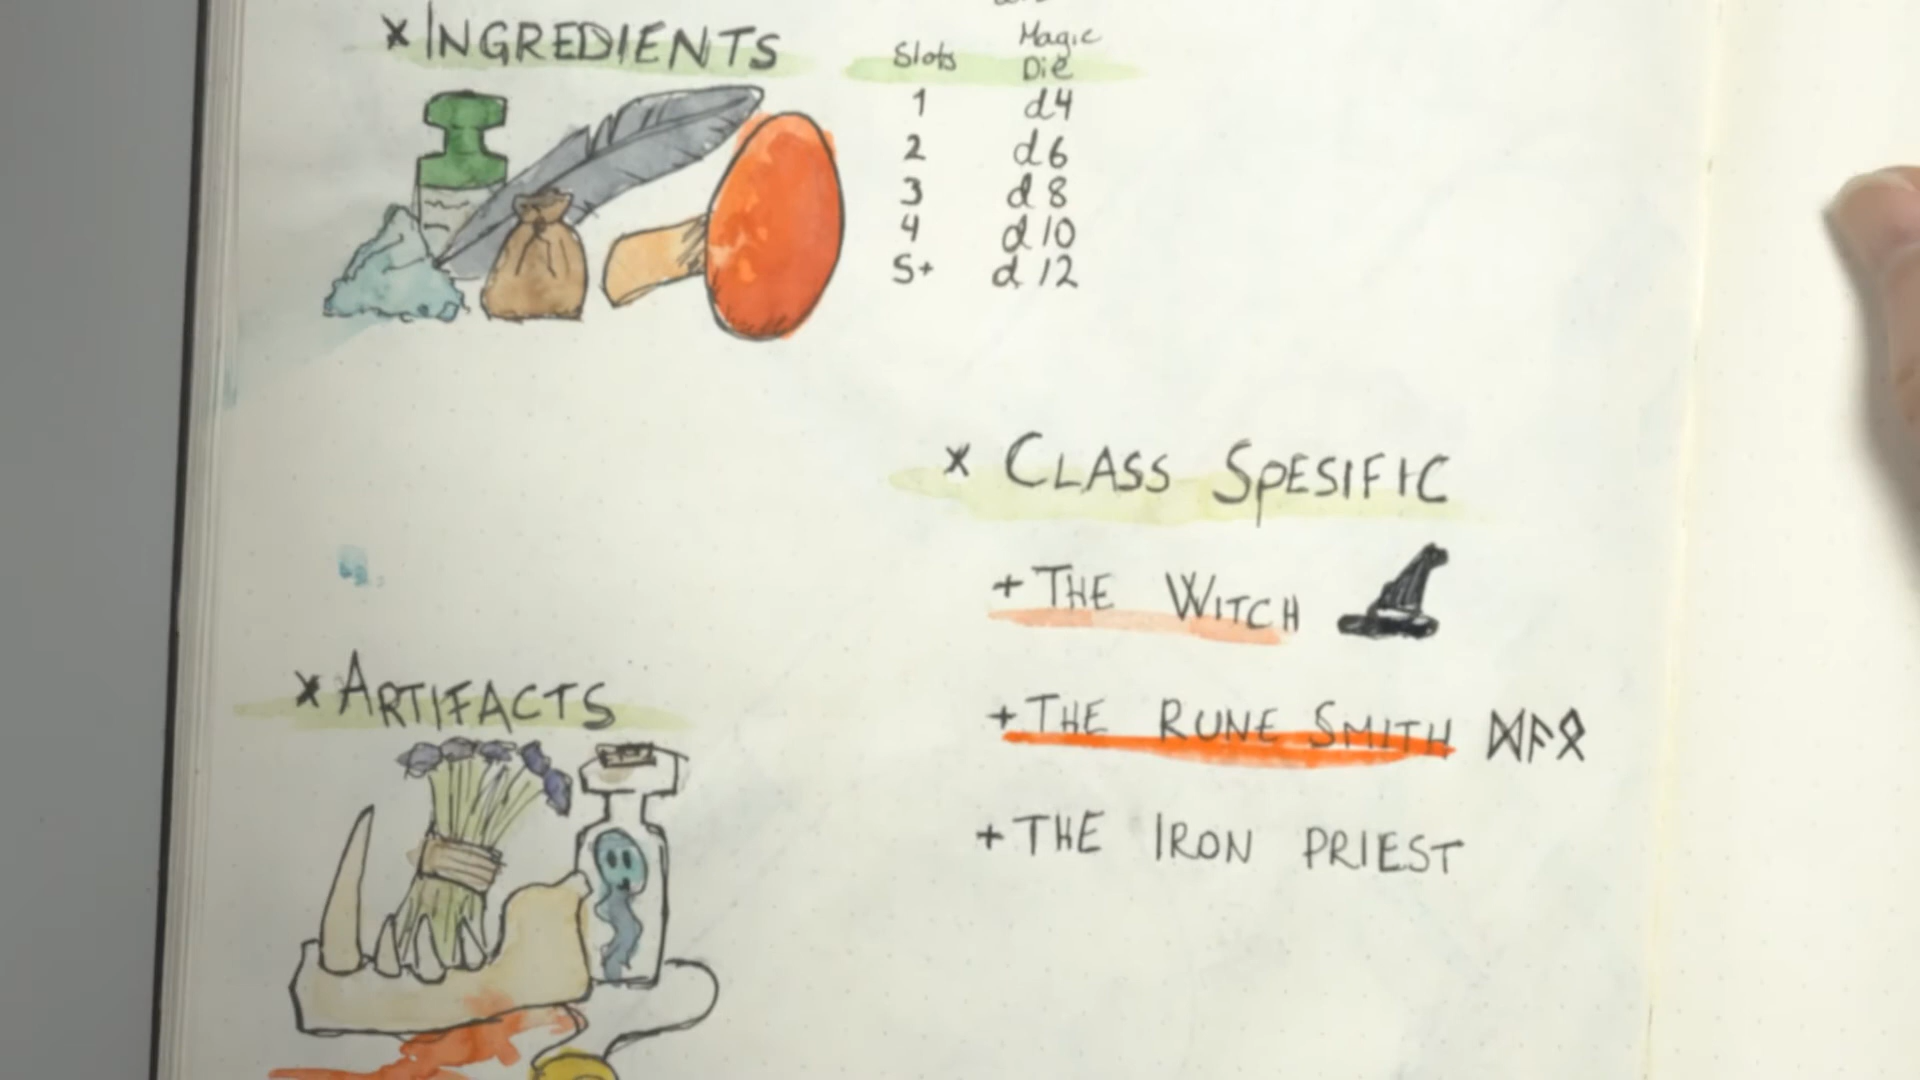 x INGREDIENTS
Slots Magic Die
1 d4
2 d6
3 d8
4 d10
5+ d12
x CLASS SPESIFIC
+ THE WITCH
+ THE RUNE SMITH ᛞᚨᛟ
+ THE IRON PRIEST
x ARTIFACTS